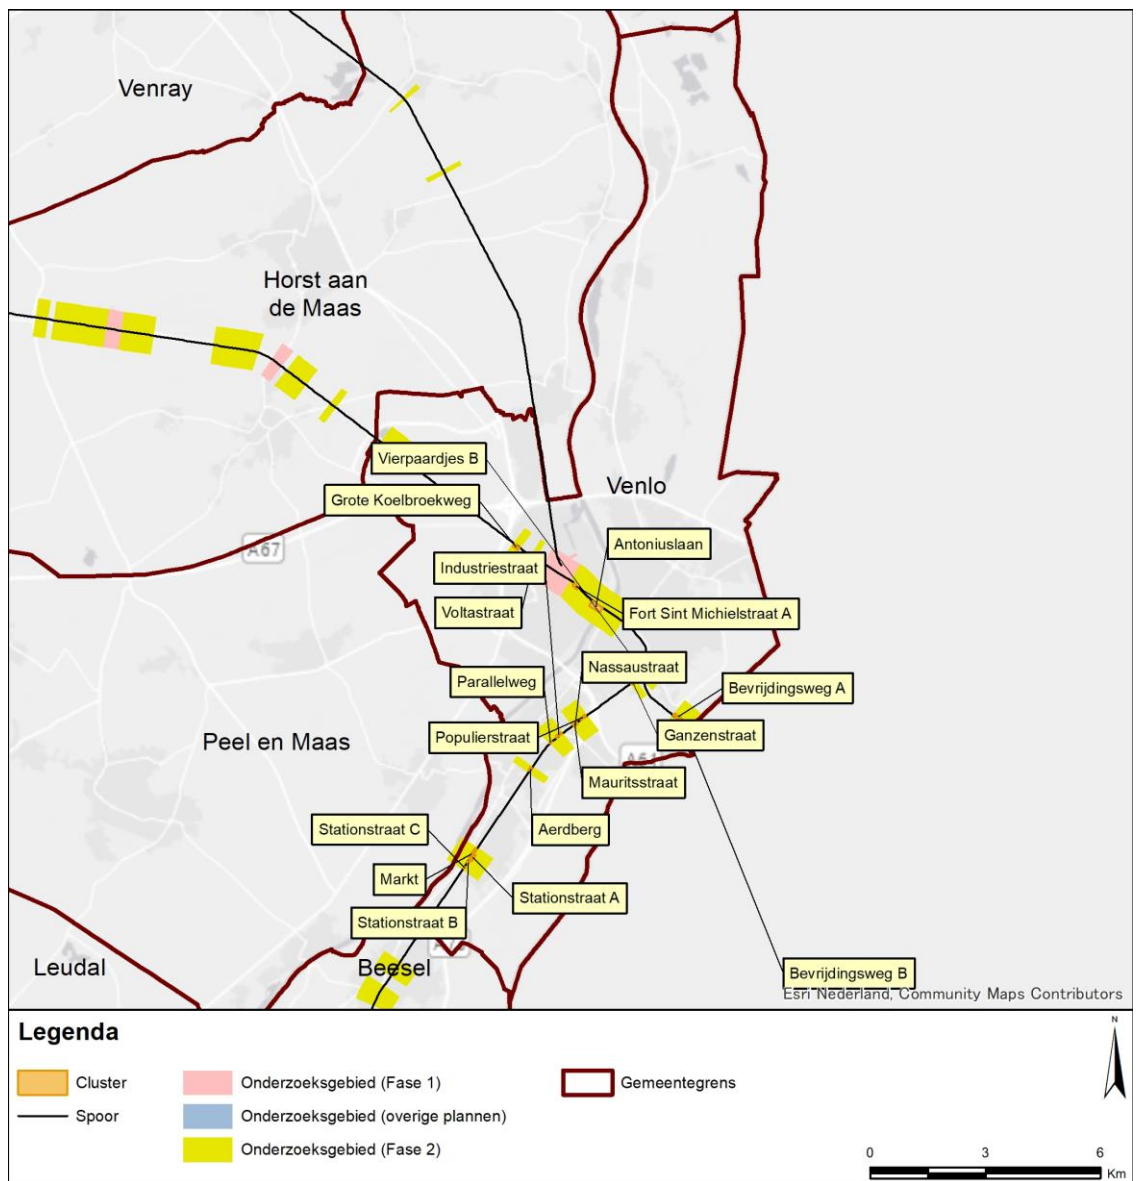 Venray
Horst aan
de Maas
Vierpaardjes B
Venlo
Grote Koelbroekweg
Antoniuslaan
A67
Industriestraat
Voltastraat
Fort Sint Michielstraat A
Nassaustraat
Parallelweg
Bevrijdingsweg A
Populierstraat
Ganzenstraat
Peel en Maas
Mauritsstraat
Stationstraat C
Aerdberg
Markt
Stationstraat A
Stationstraat B
Leudal
Beesel
Bevrijdingsweg B
Esri Nederland, Community Maps Contributors
Legenda
N
Cluster
Onderzoeksgebied (Fase 1)
Gemeentegrens
Spoor
Onderzoeksgebied (overige plannen)
Onderzoeksgebied (Fase 2)
0 3 6
Km